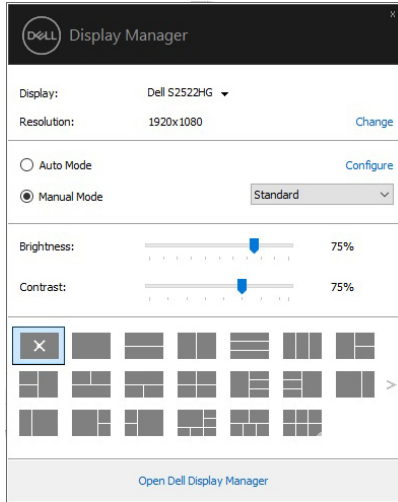 DELL Display Manager
Display: Dell S2522HG
Resolution: 1920x1080 Change
Auto Mode Configure
Manual Mode Standard
Brightness: 75%
Contrast: 75%
Open Dell Display Manager